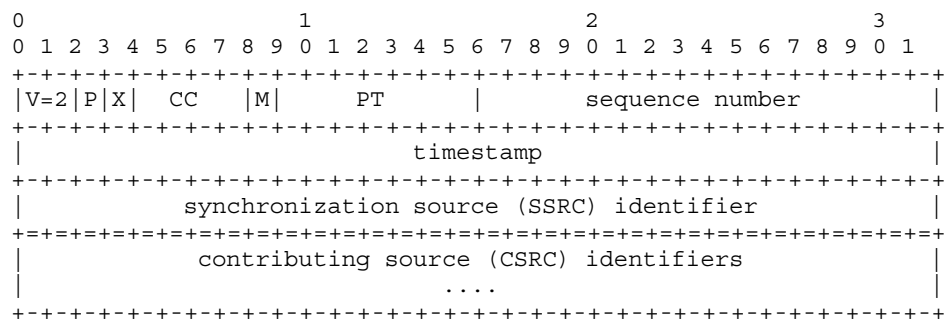 0                   1                   2                   3
0 1 2 3 4 5 6 7 8 9 0 1 2 3 4 5 6 7 8 9 0 1 2 3 4 5 6 7 8 9 0 1
+-+-+-+-+-+-+-+-+-+-+-+-+-+-+-+-+-+-+-+-+-+-+-+-+-+-+-+-+-+-+-+-+
|V=2|P|X|  CC   |M|     PT      |       sequence number         |
+-+-+-+-+-+-+-+-+-+-+-+-+-+-+-+-+-+-+-+-+-+-+-+-+-+-+-+-+-+-+-+-+
|                           timestamp                           |
+-+-+-+-+-+-+-+-+-+-+-+-+-+-+-+-+-+-+-+-+-+-+-+-+-+-+-+-+-+-+-+-+
|           synchronization source (SSRC) identifier            |
+=+=+=+=+=+=+=+=+=+=+=+=+=+=+=+=+=+=+=+=+=+=+=+=+=+=+=+=+=+=+=+=+
|            contributing source (CSRC) identifiers             |
|                             ....                              |
+-+-+-+-+-+-+-+-+-+-+-+-+-+-+-+-+-+-+-+-+-+-+-+-+-+-+-+-+-+-+-+-+